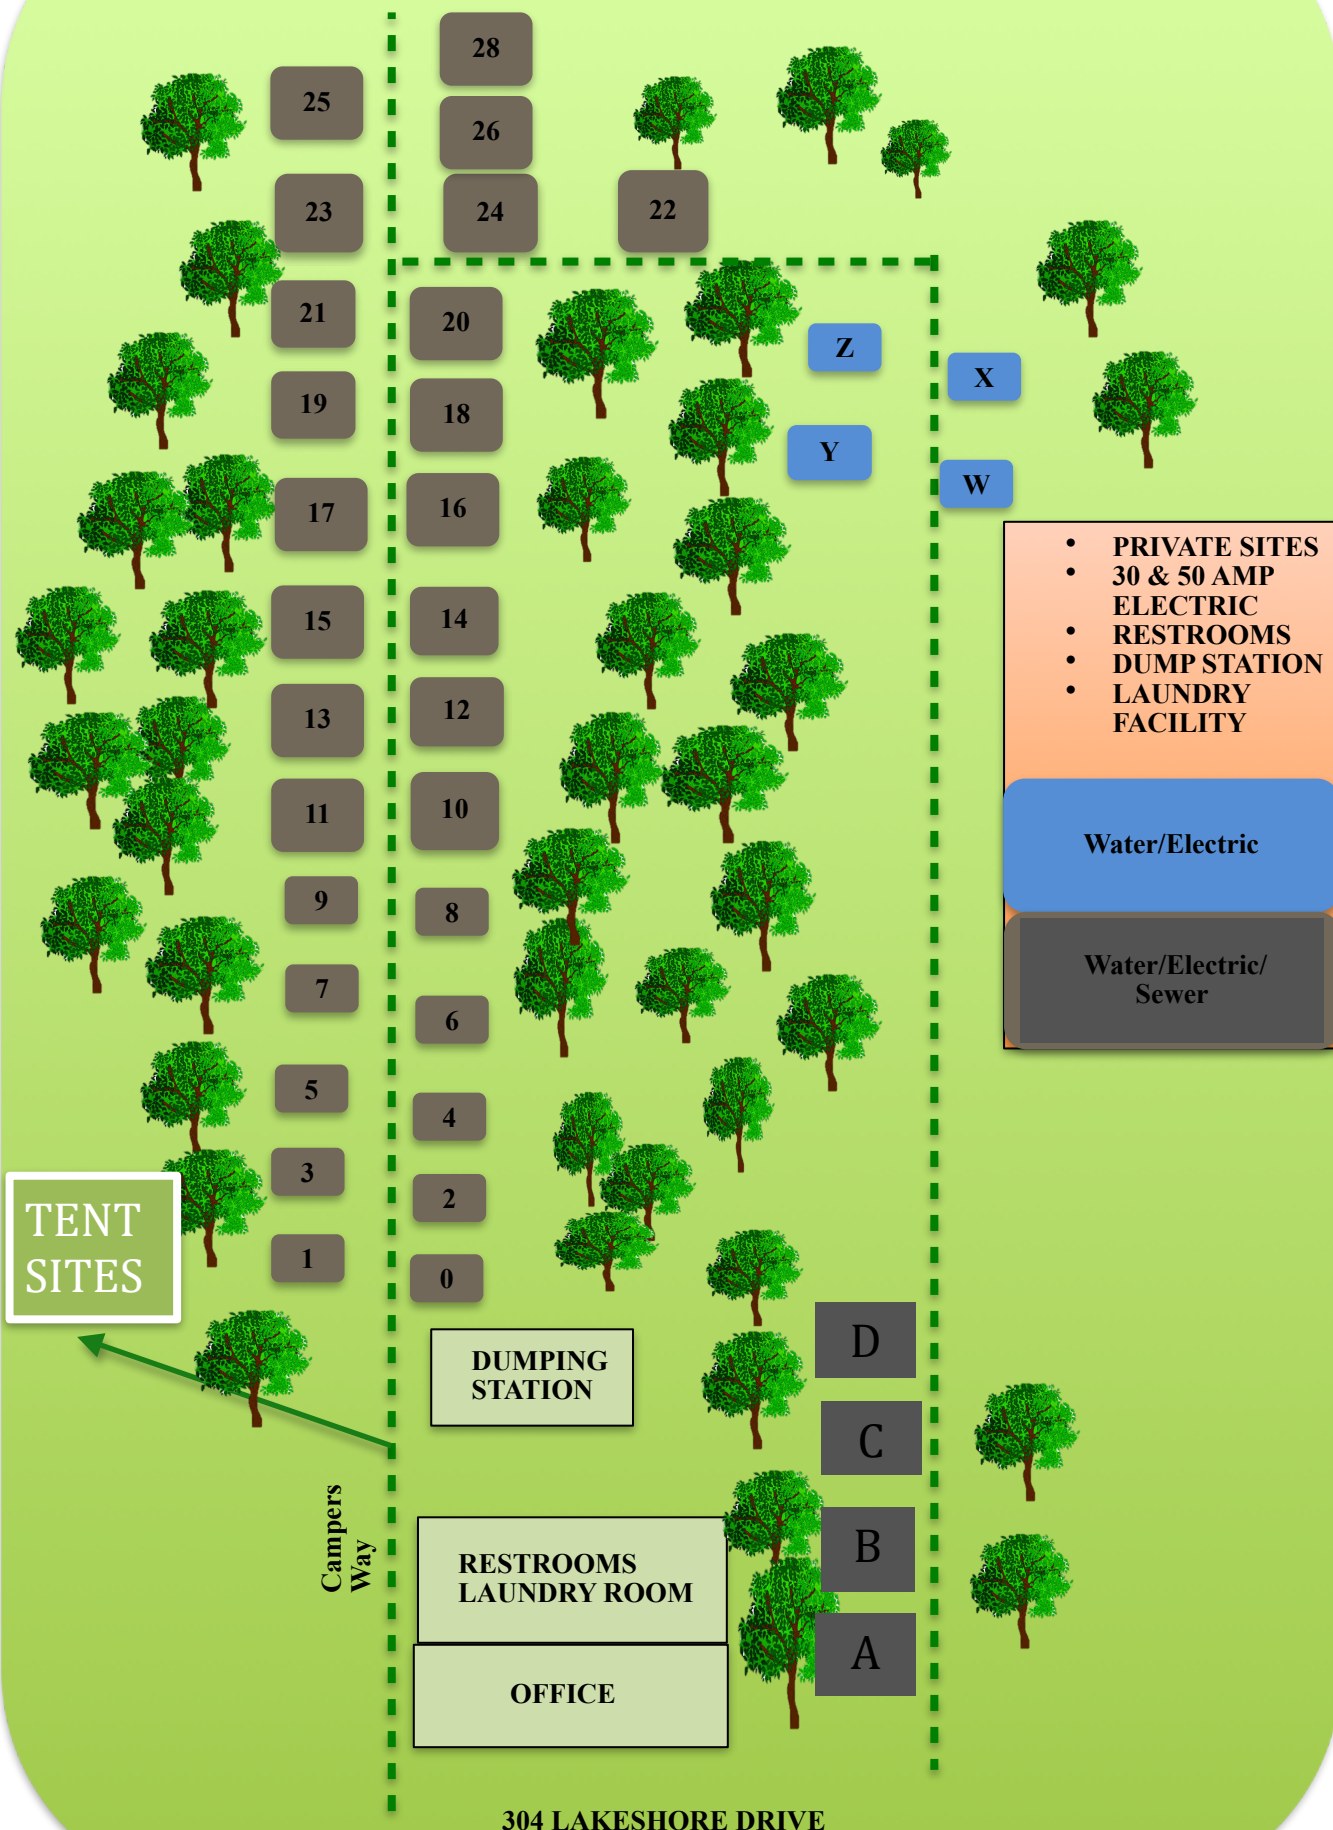 28
25
26
23
24
22
21
20
Z
X
19
18
Y
W
17
16
• PRIVATE SITES
• 30 & 50 AMP
ELECTRIC
• RESTROOMS
• DUMP STATION
• LAUNDRY
FACILITY
15
14
13
12
11
10
Water/Electric
9
8
Water/Electric/
Sewer
7
6
5
4
3
2
TENT
SITES
1
0
D
DUMPING
STATION
C
Campers
Way
B
RESTROOMS
LAUNDRY ROOM
A
OFFICE
304 LAKESHORE DRIVE